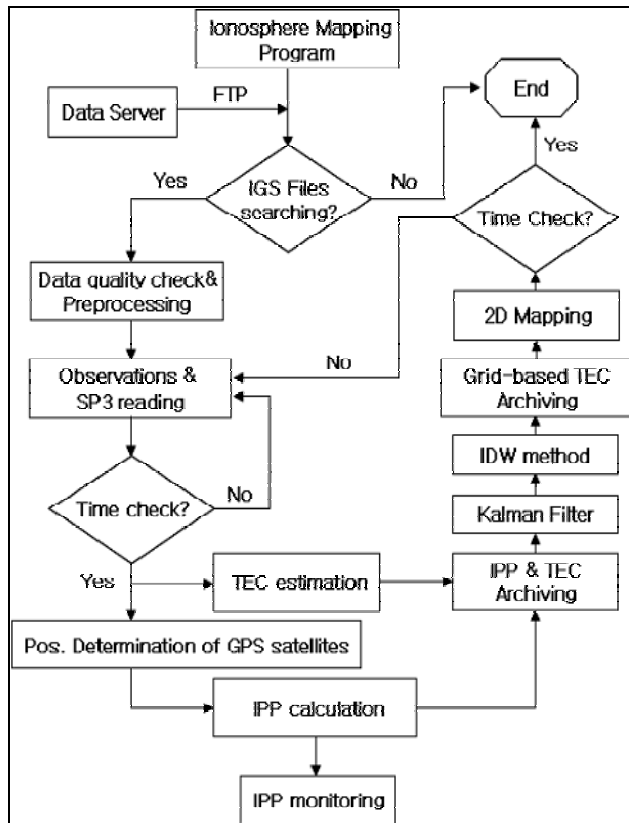 Ionosphere Mapping
Program
Data Server
FTP
End
Yes
IGS Files
searching?
No
Yes
Time Check?
Data quality check&
Preprocessing
2D Mapping
No
Observations &
SP3 reading
Grid-based TEC
Archiving
IDW method
Time check?
No
Kalman Filter
Yes
TEC estimation
IPP & TEC
Archiving
Pos. Determination of GPS satellites
IPP calculation
IPP monitoring